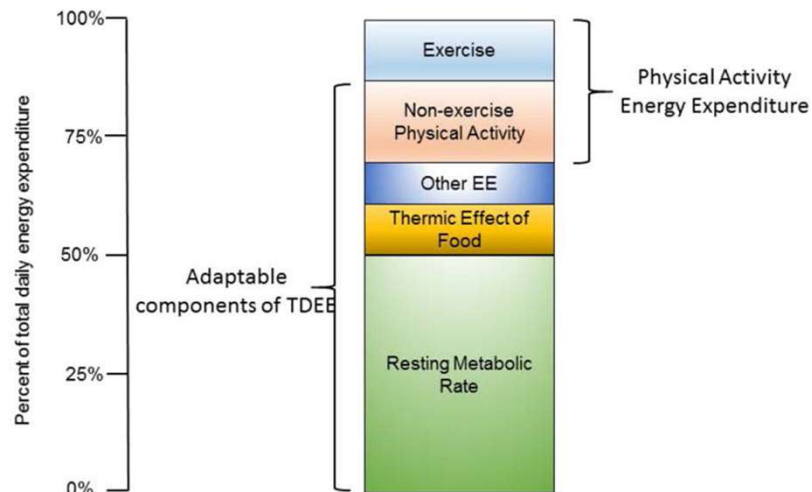 100%
75%
50%
25%
0%
Percent of total daily energy expenditure
Adaptable
components of TDEE
Exercise
Non-exercise
Physical Activity
Other EE
Thermic Effect of
Food
Resting Metabolic
Rate
Physical Activity
Energy Expenditure